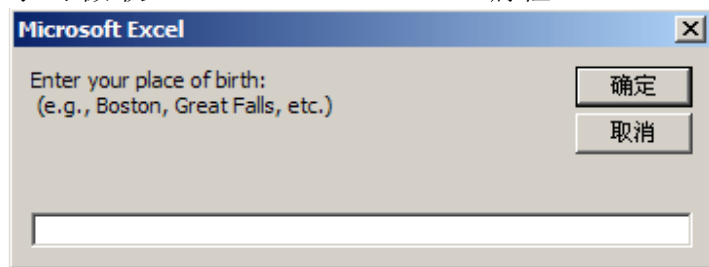 Microsoft Excel
Enter your place of birth:
(e.g., Boston, Great Falls, etc.)
确定
取消